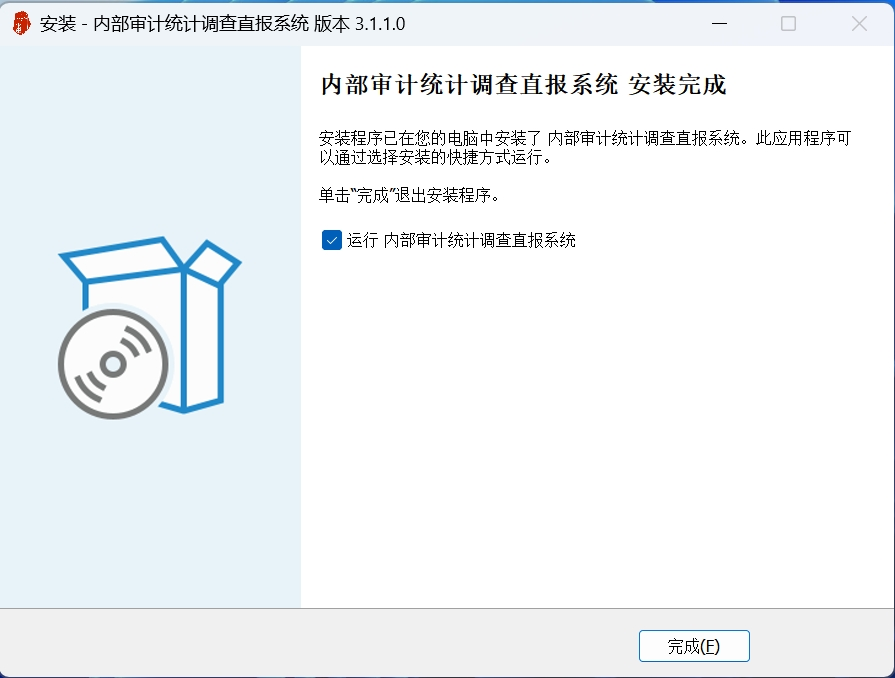 安装 - 内部审计统计调查直报系统 版本 3.1.1.0
内部审计统计调查直报系统 安装完成
安装程序已在您的电脑中安装了 内部审计统计调查直报系统。此应用程序可
以通过选择安装的快捷方式运行。
单击“完成”退出安装程序。
运行 内部审计统计调查直报系统
完成(F)